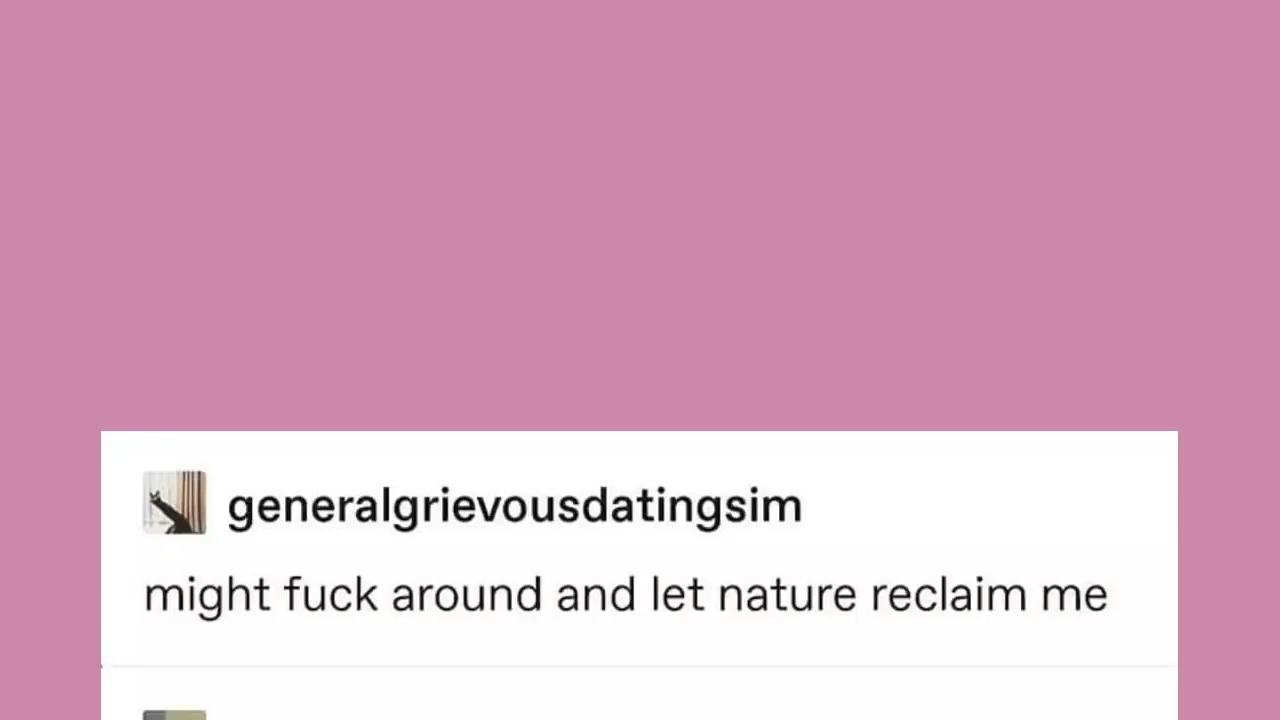 generalgrievousdatingsim
might fuck around and let nature reclaim me